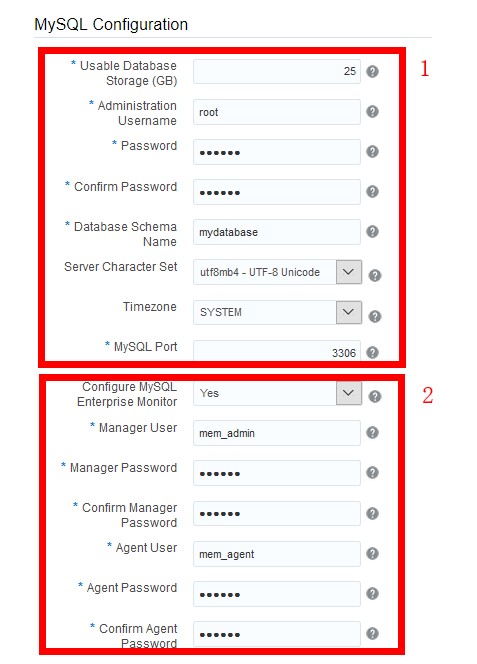 MySQL Configuration
* Usable Database 25
Storage (GB)
1
* Administration root
Username
* Password ••••••
* Confirm Password ••••••
* Database Schema mydatabase
Name
Server Character Set utf8mb4 - UTF-8 Unicode
Timezone SYSTEM
* MySQL Port 3306
Configure MySQL Yes
Enterprise Monitor
2
* Manager User mem_admin
* Manager Password ••••••
* Confirm Manager ••••••
Password
* Agent User mem_agent
* Agent Password ••••••
* Confirm Agent ••••••
Password